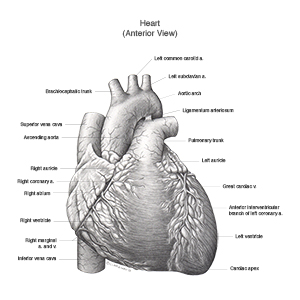 Heart
(Anterior View)
Left common carotid a.
Left subclavian a.
Brachiocephalic trunk
Aortic arch
Ligamentum arteriosum
Superior vena cava
Ascending aorta
Pulmonary trunk
Left auricle
Right auricle
Right coronary a.
Right atrium
Great cardiac v.
Anterior interventricular
branch of left coronary a.
Right ventricle
Left ventricle
Right marginal
a. and v.
Inferior vena cava
Cardiac apex